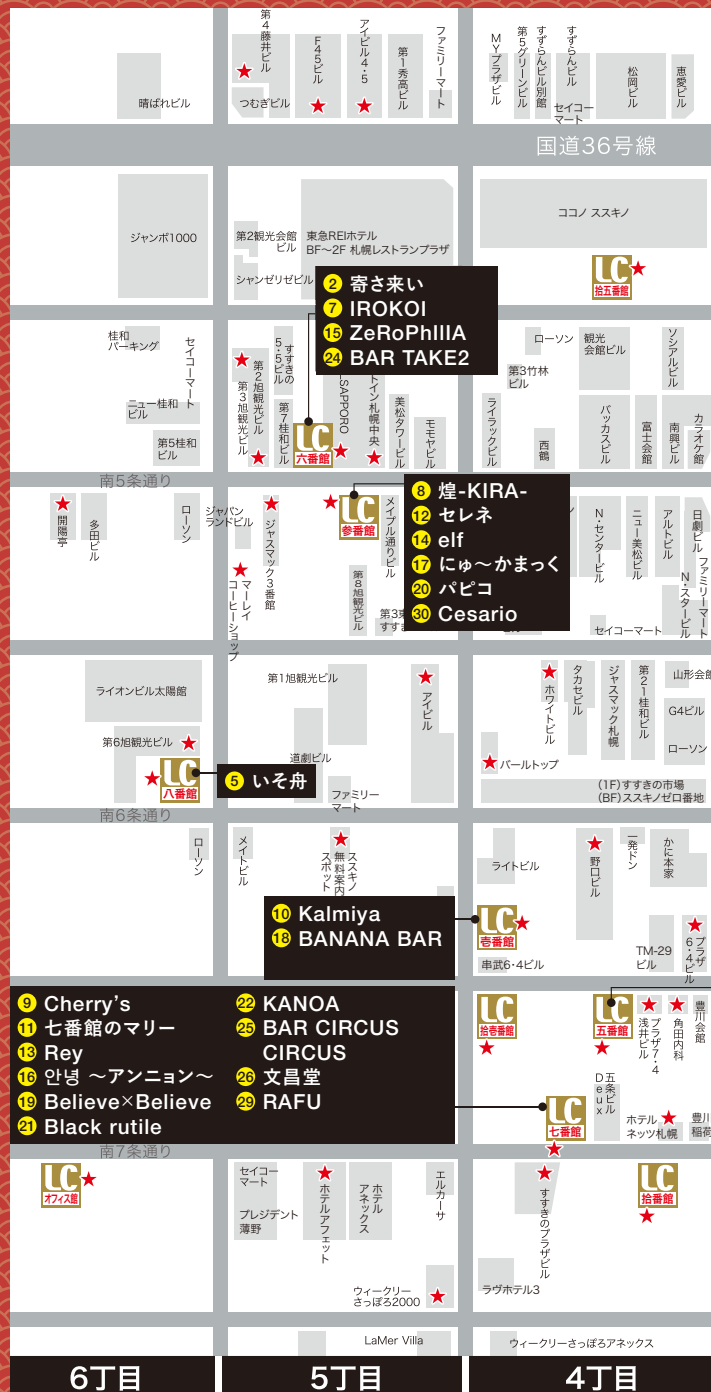 第4藤井ビル
F45ビル
アイビル4・5
第1秀高ビル
ファミリーマート
MYプラザビル
第5グリーンビル
すずらんビル別館
すずらんビル
セイコー
マート
松岡ビル
恵愛ビル
晴ばれビル
つむぎビル
国道36号線
ジャンボ1000
第2観光会館
ビル
シャンゼリゼビル
東急REIホテル
BF～2F 札幌レストランプラザ
ココノ ススキノ
LC
拾五番館
2 寄さ来い
7 IROKOI
15 ZeRoPhIIIA
24 BAR TAKE2
桂和
パーキング
セイコーマート
ニュー桂和
ビル
第5桂和
ビル
第2旭観光ビル
第3旭観光ビル
すすきの
5・5ビル
第7桂和ビル
LC
六番館
SAPPORO
トイン札幌中央
美松タワービル
モモヤビル
ローソン
観光
会館ビル
ソシアルビル
第3竹林
ビル
ライラックビル
西鶴
バッカスビル
富士会館
南興ビル
カラオケ館
南5条通り
開陽亭
多田ビル
ローソン
ジャパン
ランドビル
ジャスマック3番館
マーレイ
コーヒーショップ
LC
参番館
メイプル通りビル
第8旭観光ビル
第3東
すすき
8 煌-KIRA-
12 セレネ
14 elf
17 にゅ～かまっく
20 パピコ
30 Cesario
N・センタービル
ニュー美松ビル
アルトビル
日劇ビル
ファミリーマート
N・スタービル
セイコーマート
ライオンビル太陽館
第6旭観光ビル
LC
八番館
5 いそ舟
第1旭観光ビル
道劇ビル
ファミリー
マート
アイビル
ホワイトビル
タカセビル
ジャスマック札幌
第21桂和ビル
山形会館
G4ビル
ローソン
バールトップ
(1F)すすきの市場
(BF)ススキノゼロ番地
南6条通り
ローソン
メイトビル
ススキノ
無料案内
スポット
ライトビル
野口ビル
一発ドン
かに本家
10 Kalmiya
18 BANANA BAR
LC
壱番館
串武6・4ビル
TM-29
ビル
プラザ
6・4ビル
9 Cherry's
11 七番館のマリー
13 Rey
16 안녕 ～アンニョン～
19 Believe×Believe
21 Black rutile
22 KANOA
25 BAR CIRCUS
CIRCUS
26 文昌堂
29 RAFU
LC
拾壱番館
LC
五番館
プラザ7・4
浅井ビル
角田内科
豊川会館
LC
七番館
五条ビル
Deux
ホテル
ネッツ札幌
豊川
稲荷
南7条通り
LC
オフィス館
セイコー
マート
プレジデント
薄野
ホテルアフェット
ホテル
アネックス
エルカーサ
すすきのプラザビル
LC
拾番館
ウィークリー
さっぽろ2000
ラヴホテル3
LaMer Villa
ウィークリーさっぽろアネックス
6丁目
5丁目
4丁目